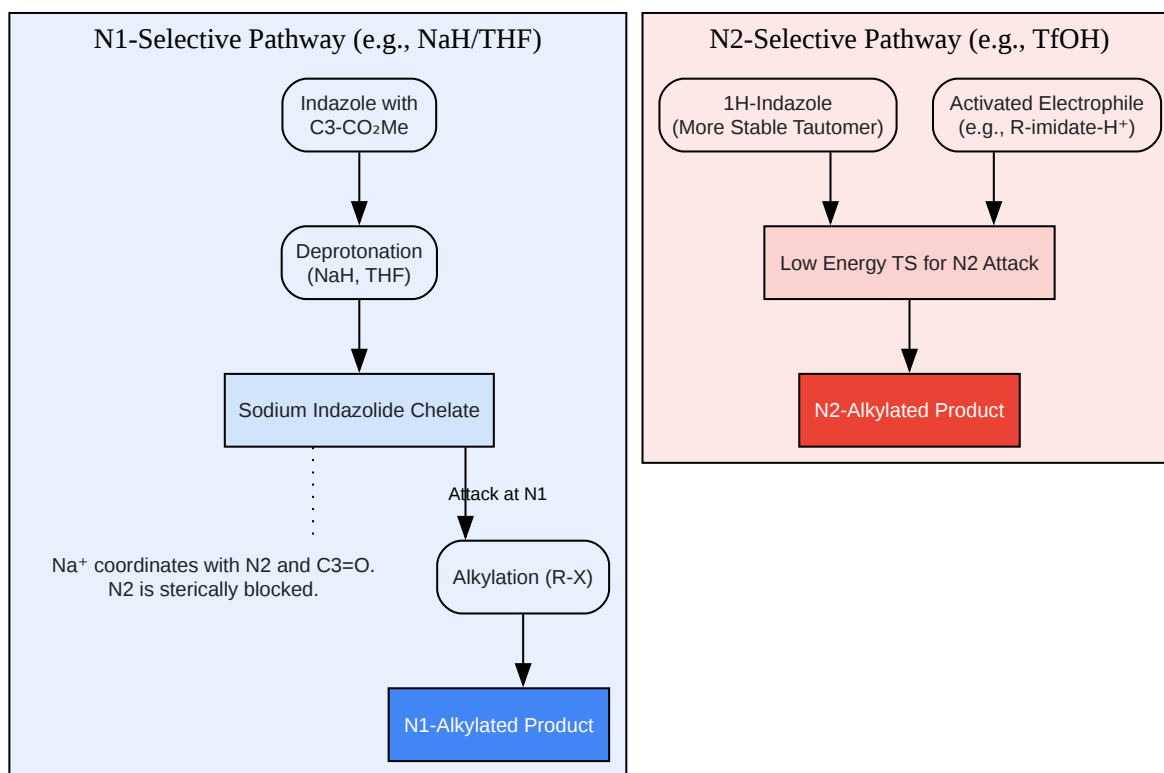 N1-Selective Pathway (e.g., NaH/THF)
Indazole with
C3-CO₂Me
Deprotonation
(NaH, THF)
Sodium Indazolide Chelate
Attack at N1
Na⁺ coordinates with N2 and C3=O.
N2 is sterically blocked.
Alkylation (R-X)
N1-Alkylated Product
N2-Selective Pathway (e.g., TfOH)
1H-Indazole
(More Stable Tautomer)
Activated Electrophile
(e.g., R-imidate-H⁺)
Low Energy TS for N2 Attack
N2-Alkylated Product